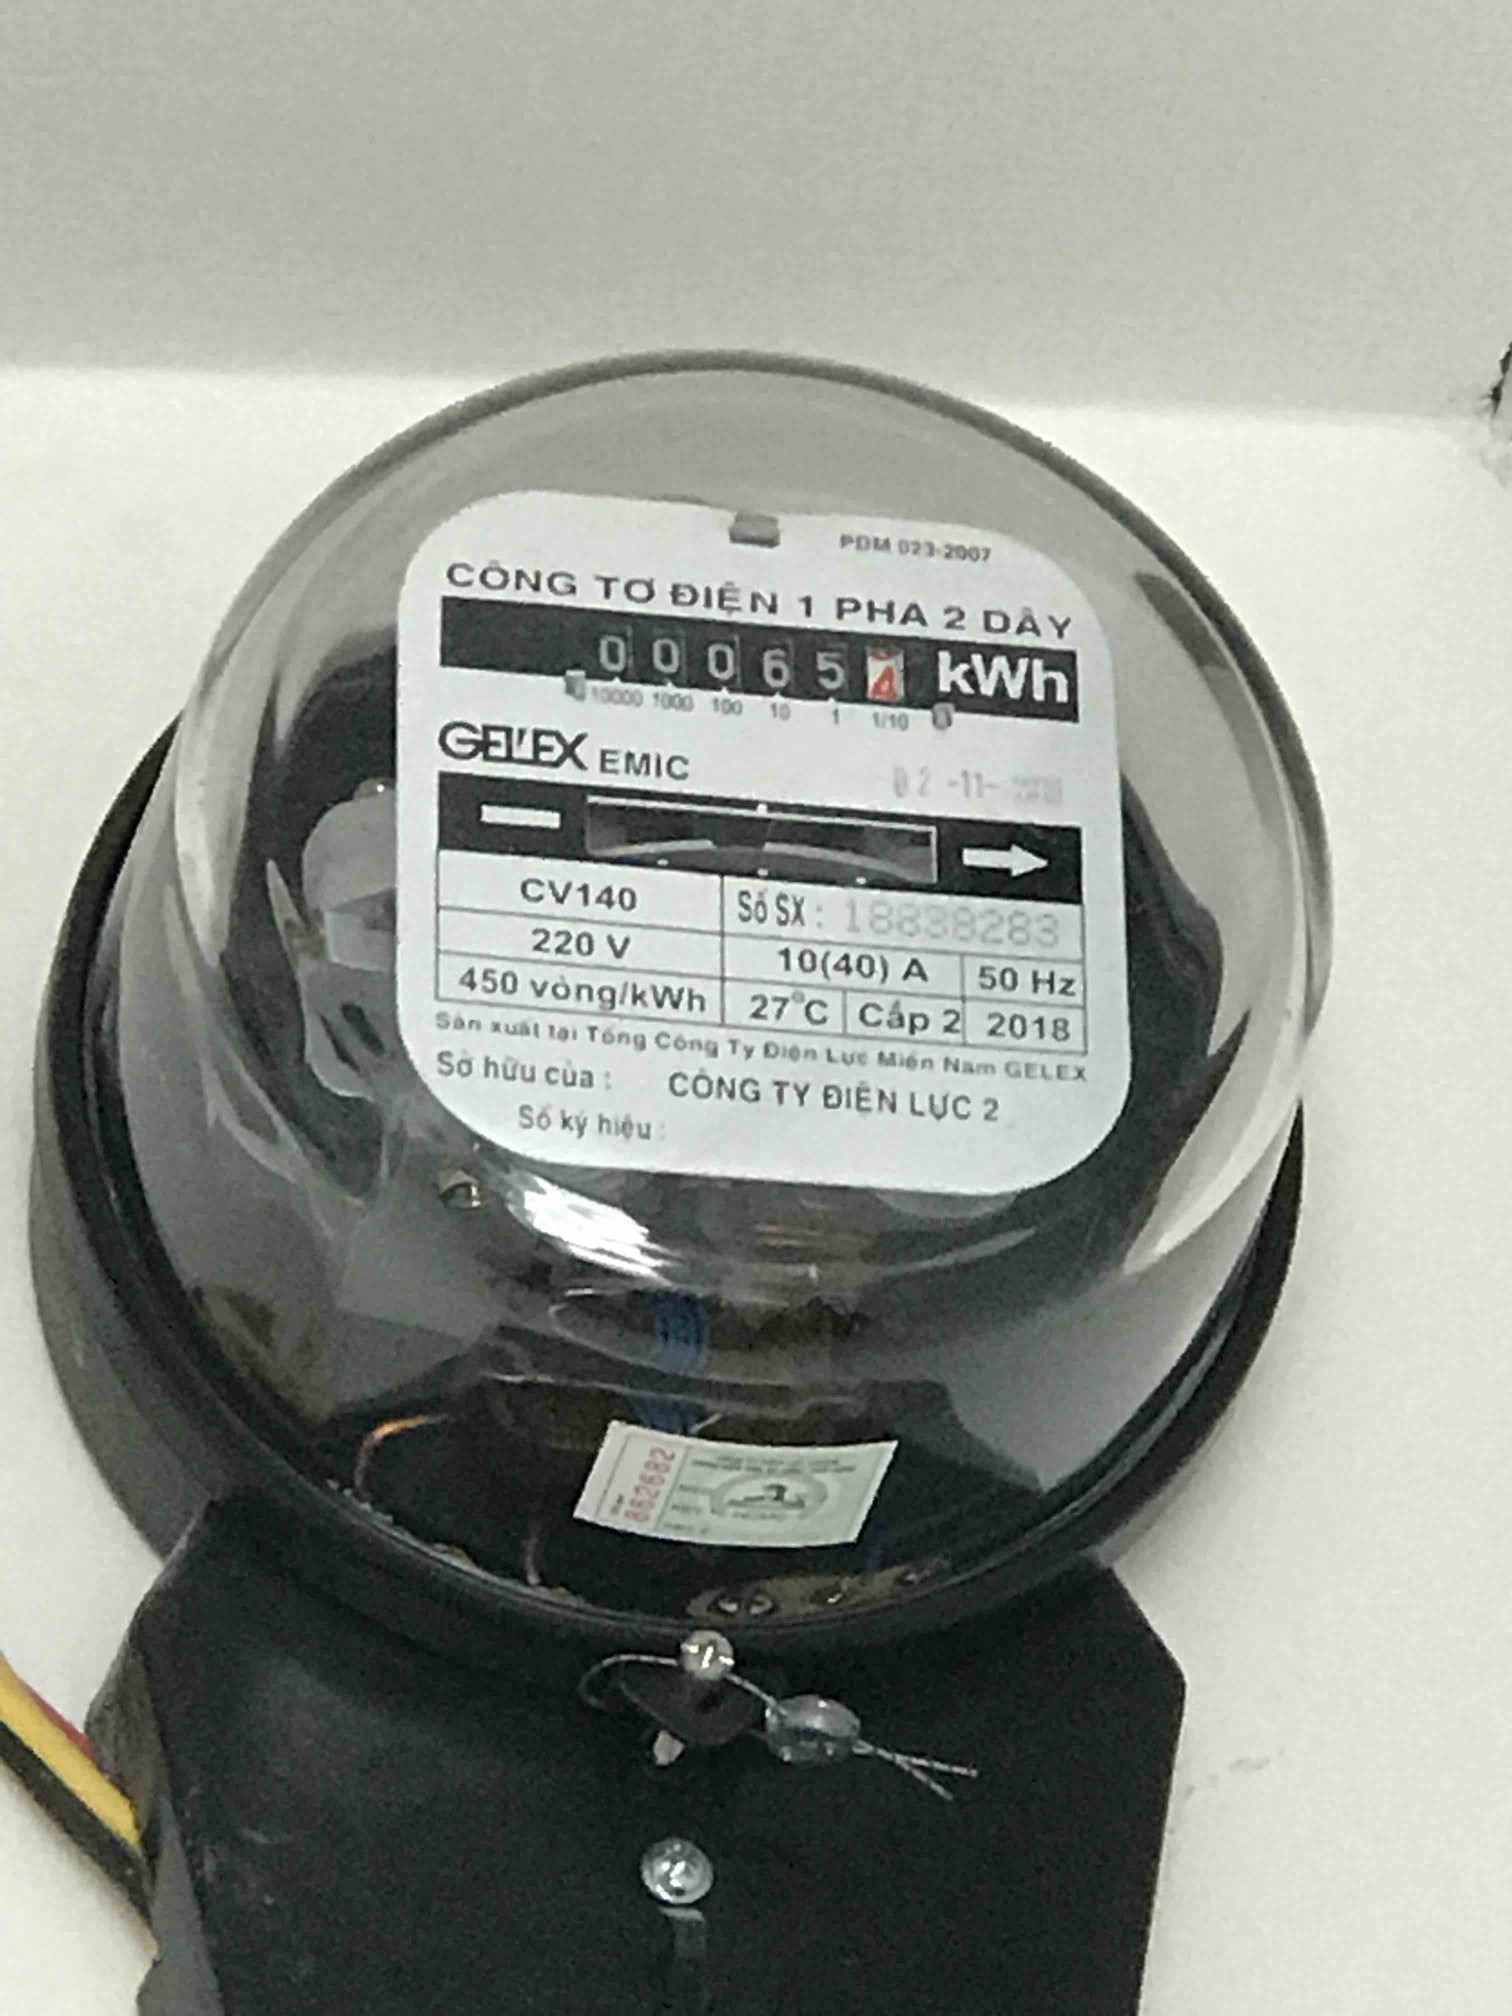 PDM 023-2007
CÔNG TƠ ĐIỆN 1 PHA 2 DÂY
0 0 0 6 5 kWh
10000 1000 100 10 1 1/10
GELEX EMIC
02 -11-
CV140 Số SX : 18838283
220 V 10(40) A 50 Hz
450 vòng/kWh 27°C Cấp 2 2018
Sản xuất tại Tổng Công Ty Điện Lực Miền Nam GELEX
Sở hữu của : CÔNG TY ĐIỆN LỰC 2
Số ký hiệu :
862682